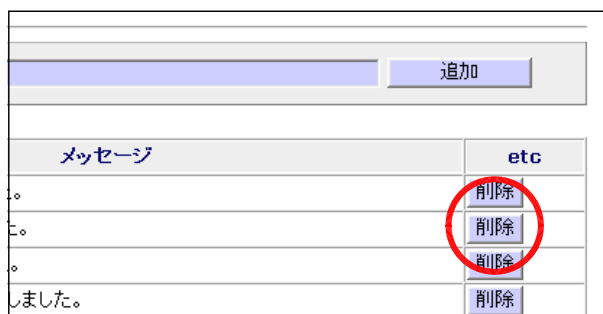 追加
メッセージ etc
。 削除
た。 削除
。 削除
しました。 削除